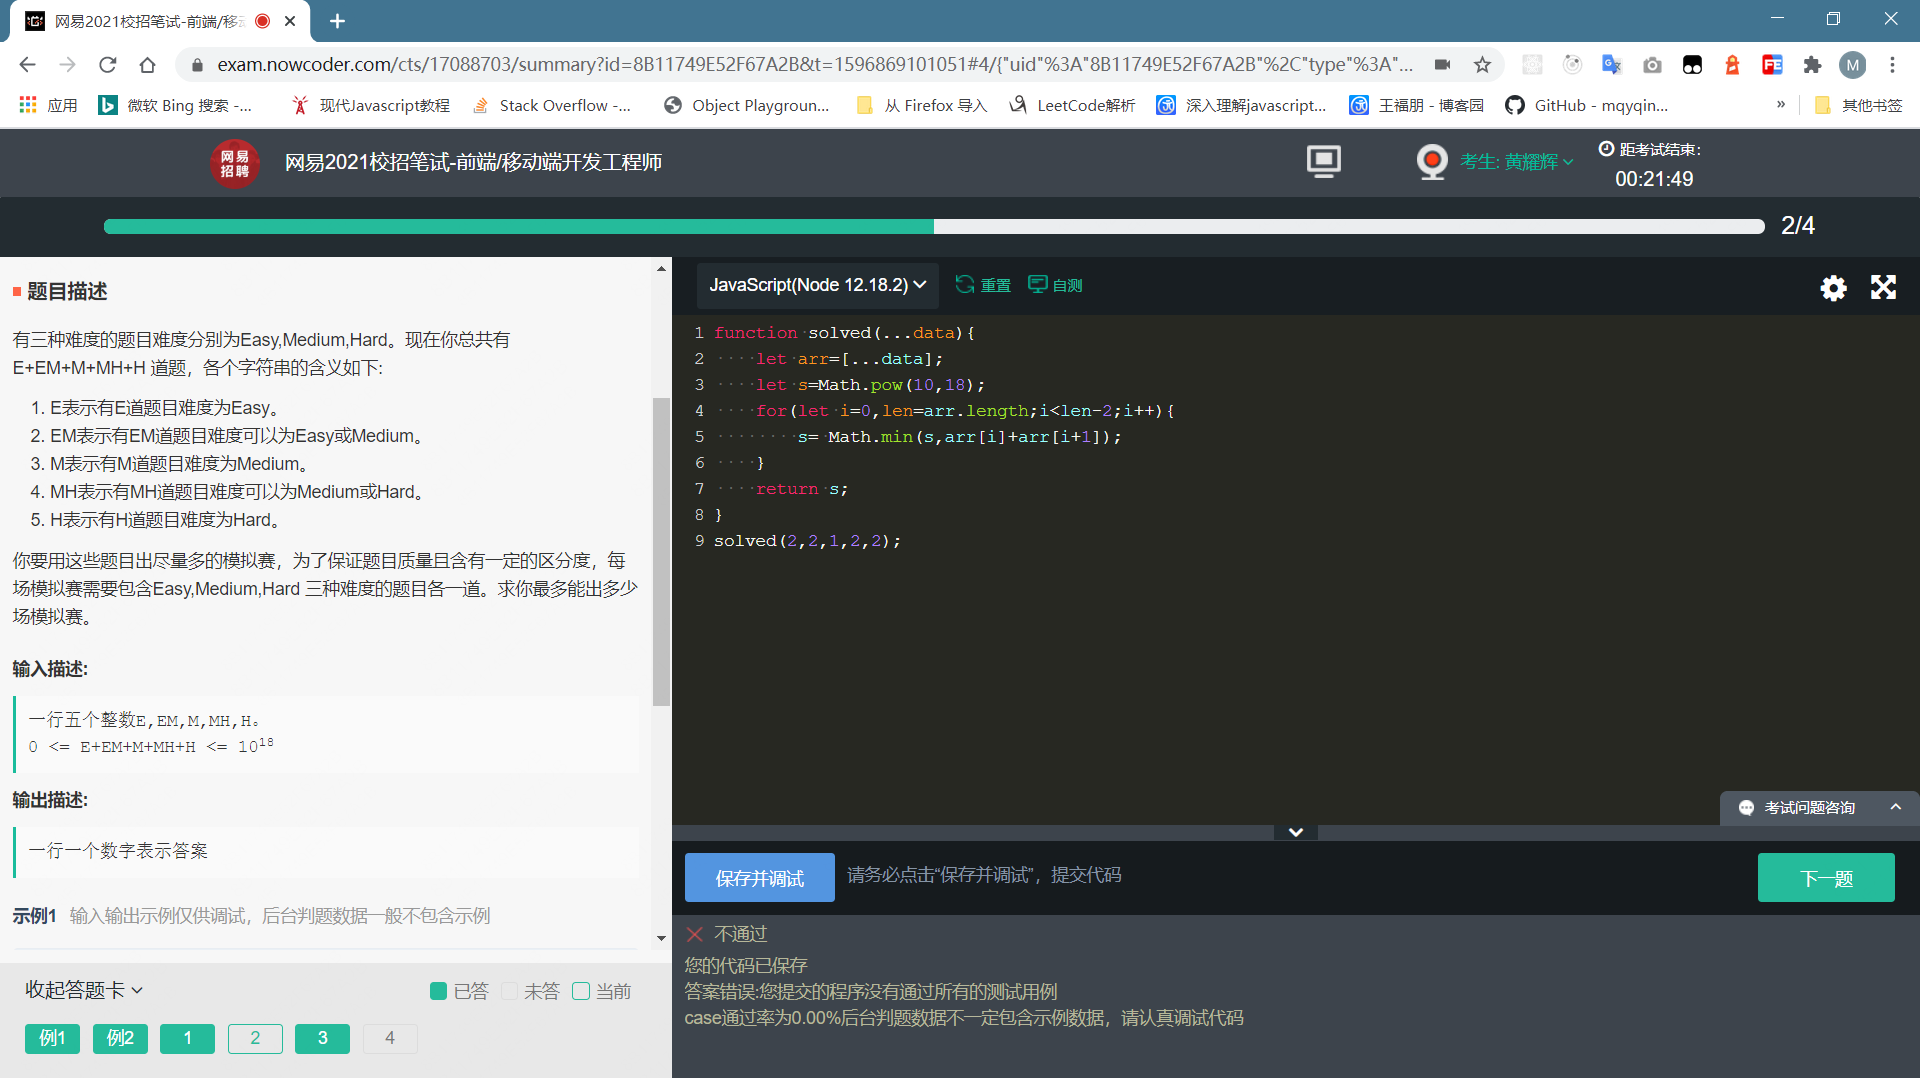 网易2021校招笔试-前端/移动
exam.nowcoder.com/cts/17088703/summary?id=8B11749E52F67A2B&t=1596869101051#4/{"uid"%3A"8B11749E52F67A2B"%2C"type"%3A"...
M
应用
微软 Bing 搜索 -...
现代Javascript教程
Stack Overflow -...
Object Playgroun...
从 Firefox 导入
LeetCode解析
深入理解javascript...
王福朋 - 博客园
GitHub - mqyqin...
»
其他书签
网易
招聘
网易2021校招笔试-前端/移动端开发工程师
考生: 黄耀辉
距考试结束:
00:21:49
2/4
题目描述
有三种难度的题目难度分别为Easy,Medium,Hard。现在你总共有
E+EM+M+MH+H 道题，各个字符串的含义如下:
1. E表示有E道题目难度为Easy。
2. EM表示有EM道题目难度可以为Easy或Medium。
3. M表示有M道题目难度为Medium。
4. MH表示有MH道题目难度可以为Medium或Hard。
5. H表示有H道题目难度为Hard。
你要用这些题目出尽量多的模拟赛，为了保证题目质量且含有一定的区分度，每
场模拟赛需要包含Easy,Medium,Hard 三种难度的题目各一道。求你最多能出多少
场模拟赛。
输入描述:
一行五个整数E,EM,M,MH,H。
0 <= E+EM+M+MH+H <= 10^18
输出描述:
一行一个数字表示答案
示例1 输入输出示例仅供调试，后台判题数据一般不包含示例
收起答题卡
已答
未答
当前
例1
例2
1
2
3
4
JavaScript(Node 12.18.2)
重置
自测
1 function solved(...data){
2 let arr=[...data];
3 let s=Math.pow(10,18);
4 for(let i=0,len=arr.length;i<len-2;i++){
5 s= Math.min(s,arr[i]+arr[i+1]);
6 }
7 return s;
8 }
9 solved(2,2,1,2,2);
考试问题咨询
保存并调试
请务必点击“保存并调试”，提交代码
下一题
不通过
您的代码已保存
答案错误:您提交的程序没有通过所有的测试用例
case通过率为0.00%后台判题数据不一定包含示例数据，请认真调试代码